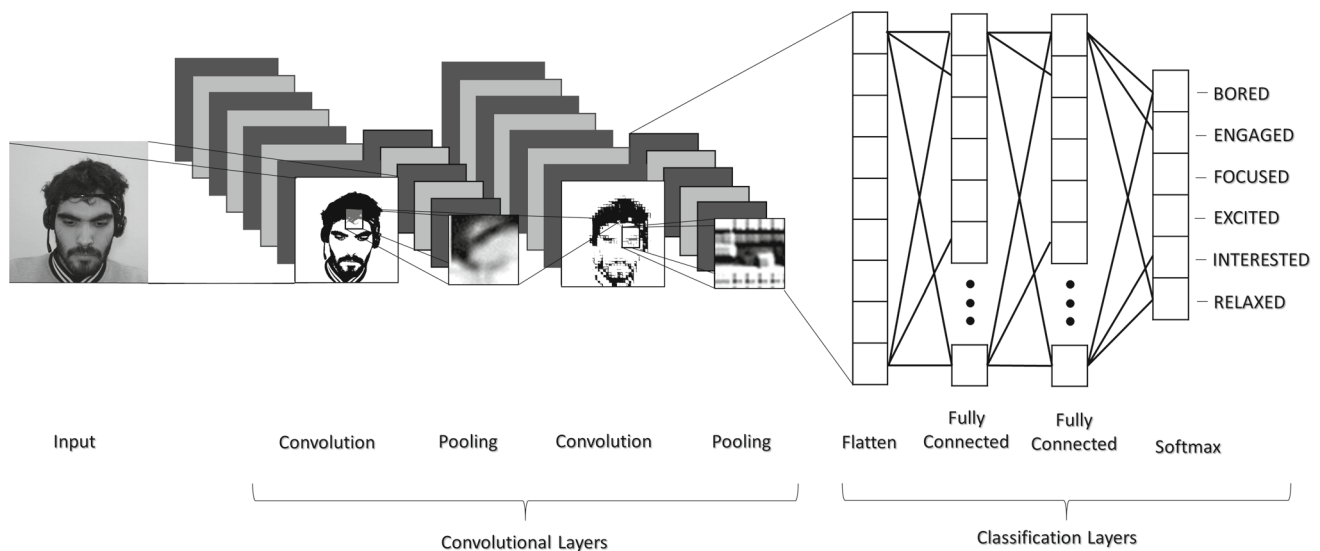 BORED
ENGAGED
FOCUSED
EXCITED
INTERESTED
RELAXED
Input
Convolution
Pooling
Convolution
Pooling
Flatten
Fully
Connected
Fully
Connected
Softmax
Convolutional Layers
Classification Layers